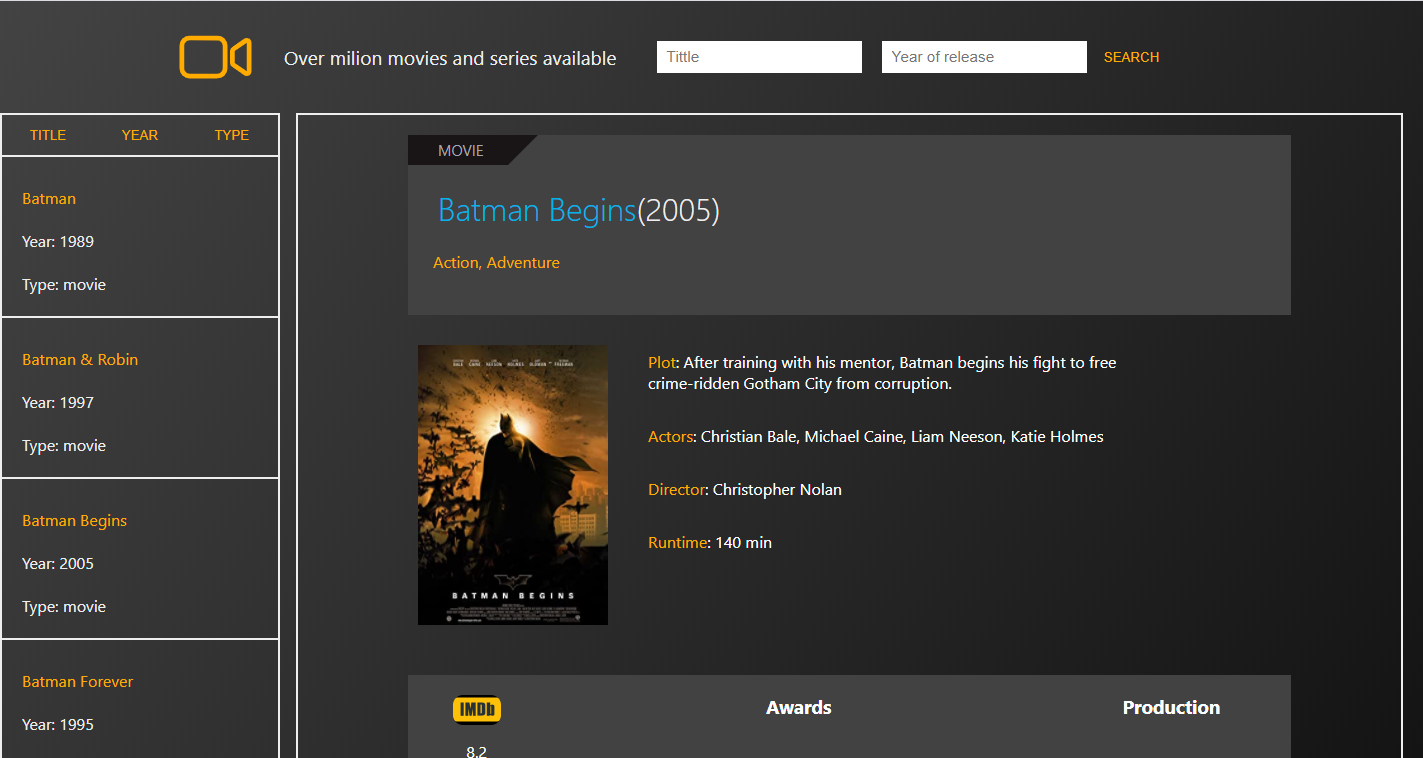 Over milion movies and series available
Tittle
Year of release
SEARCH
TITLE YEAR TYPE
Batman
Year: 1989
Type: movie
Batman & Robin
Year: 1997
Type: movie
Batman Begins
Year: 2005
Type: movie
Batman Forever
Year: 1995
MOVIE
Batman Begins(2005)
Action, Adventure
BATMAN BEGINS
Plot: After training with his mentor, Batman begins his fight to free
crime-ridden Gotham City from corruption.
Actors: Christian Bale, Michael Caine, Liam Neeson, Katie Holmes
Director: Christopher Nolan
Runtime: 140 min
IMDb
8.2
Awards
Production